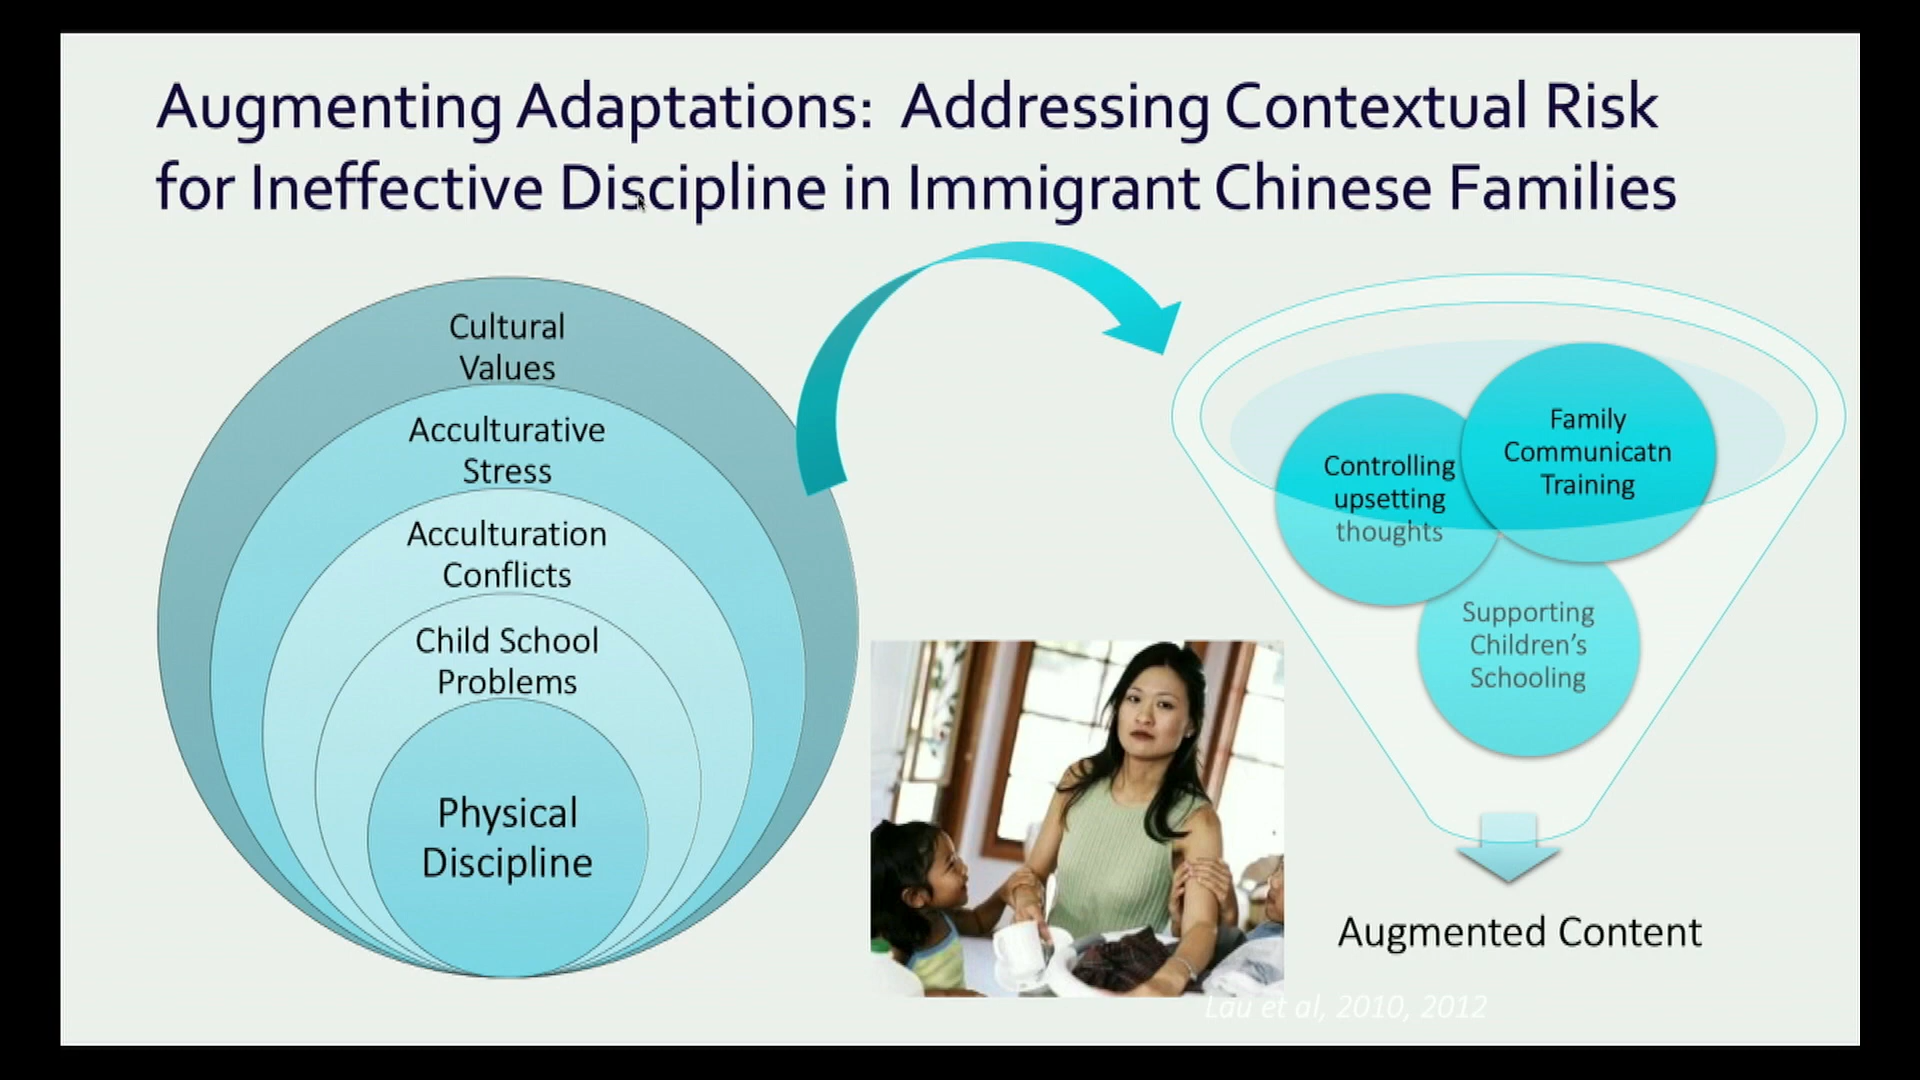 Augmenting Adaptations: Addressing Contextual Risk
for Ineffective Discipline in Immigrant Chinese Families
Cultural
Values
Acculturative
Stress
Acculturation
Conflicts
Child School
Problems
Physical
Discipline
Controlling
upsetting
thoughts
Family
Communicatn
Training
Supporting
Children's
Schooling
Augmented Content
Lau et al, 2010, 2012